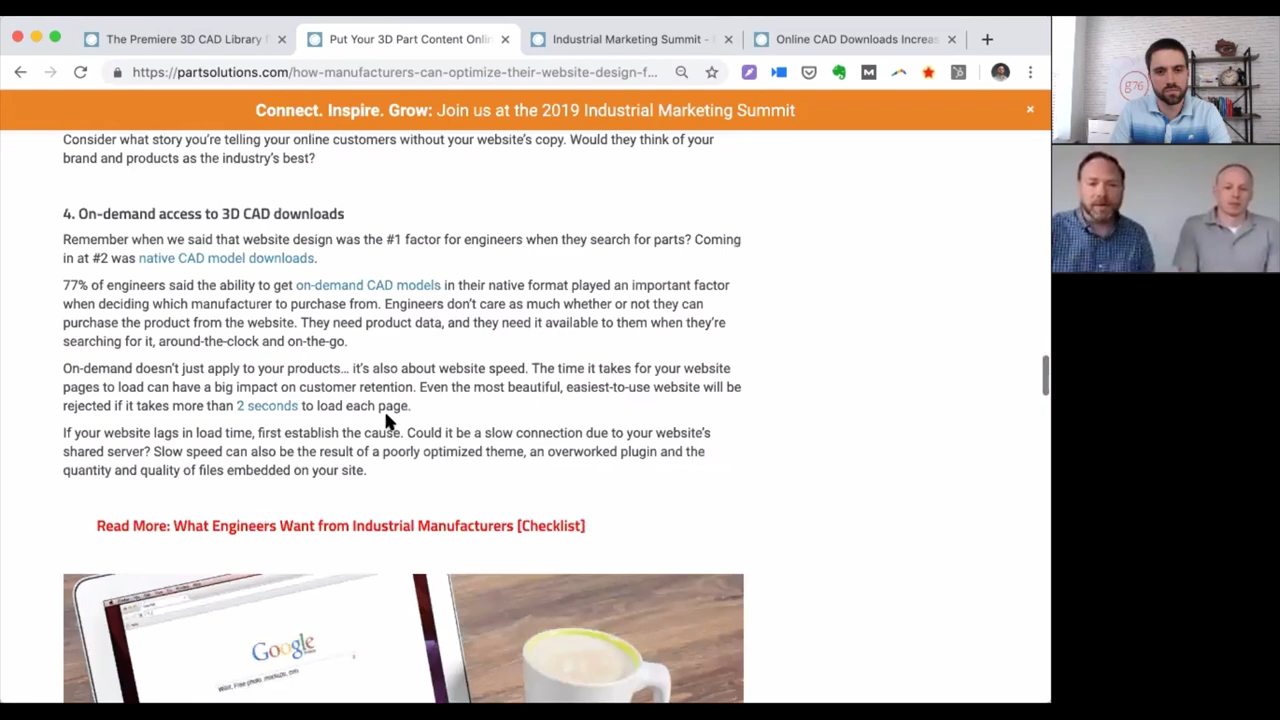 The Premiere 3D CAD Library f
Put Your 3D Part Content Onlin
Industrial Marketing Summit -
Online CAD Downloads Increas
https://partsolutions.com/how-manufacturers-can-optimize-their-website-design-f...
M
Connect. Inspire. Grow: Join us at the 2019 Industrial Marketing Summit
g76
Consider what story you're telling your online customers without your website's copy. Would they think of your
brand and products as the industry's best?
4. On-demand access to 3D CAD downloads
Remember when we said that website design was the #1 factor for engineers when they search for parts? Coming
in at #2 was native CAD model downloads.
77% of engineers said the ability to get on-demand CAD models in their native format played an important factor
when deciding which manufacturer to purchase from. Engineers don't care as much whether or not they can
purchase the product from the website. They need product data, and they need it available to them when they're
searching for it, around-the-clock and on-the-go.
On-demand doesn't just apply to your products... it's also about website speed. The time it takes for your website
pages to load can have a big impact on customer retention. Even the most beautiful, easiest-to-use website will be
rejected if it takes more than 2 seconds to load each page.
If your website lags in load time, first establish the cause. Could it be a slow connection due to your website's
shared server? Slow speed can also be the result of a poorly optimized theme, an overworked plugin and the
quantity and quality of files embedded on your site.
Read More: What Engineers Want from Industrial Manufacturers [Checklist]
Google